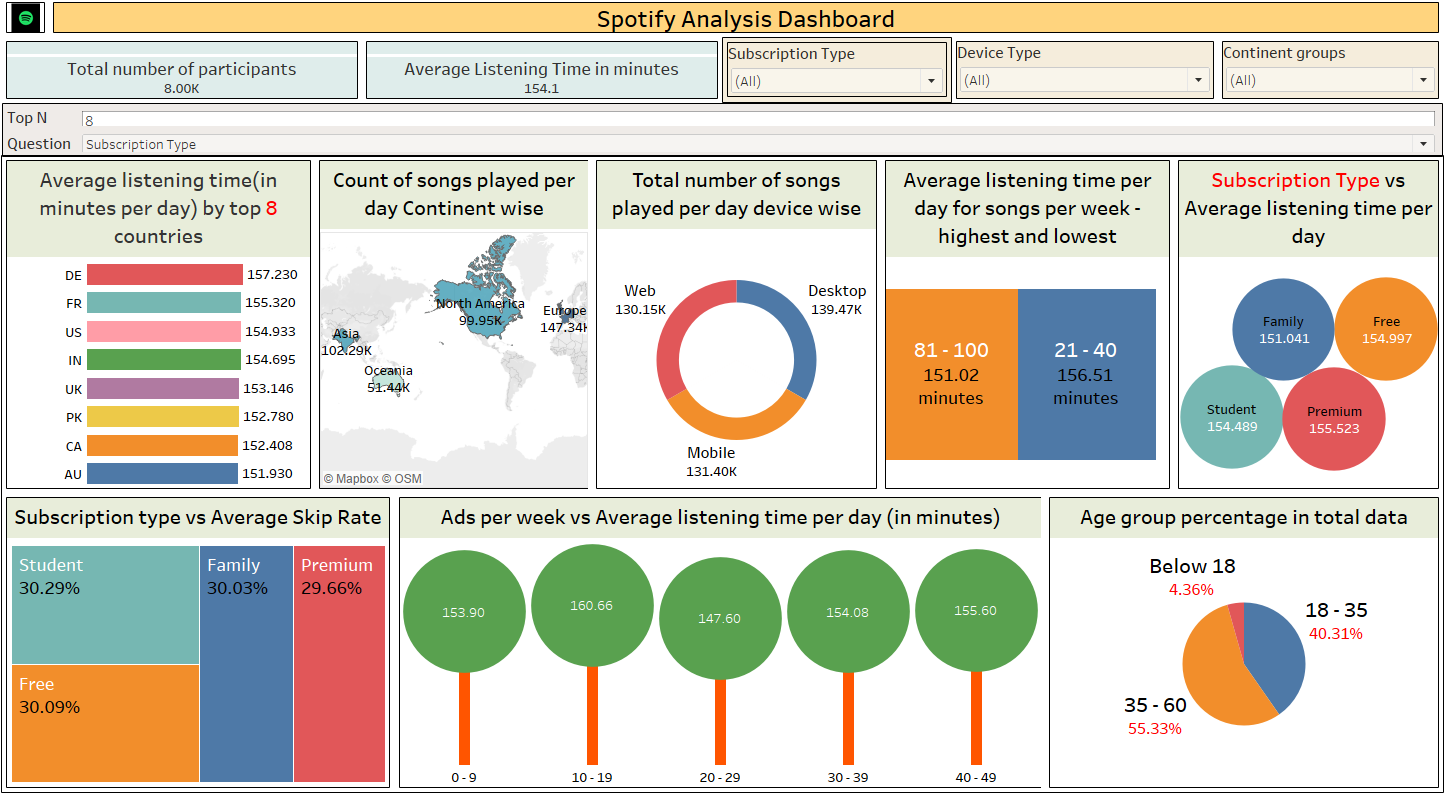 Spotify Analysis Dashboard
Total number of participants
8.00K
Average Listening Time in minutes
154.1
Subscription Type
(All)
Device Type
(All)
Continent groups
(All)
Top N
8
Question
Subscription Type
Average listening time(in
minutes per day) by top 8
countries
DE 157.230
FR 155.320
US 154.933
IN 154.695
UK 153.146
PK 152.780
CA 152.408
AU 151.930
Count of songs played per
day Continent wise
North America
99.95K
Europe
147.34K
Asia
102.29K
Oceania
51.44K
© Mapbox © OSM
Total number of songs
played per day device wise
Web
130.15K
Desktop
139.47K
Mobile
131.40K
Average listening time per
day for songs per week -
highest and lowest
81 - 100
151.02
minutes
21 - 40
156.51
minutes
Subscription Type vs
Average listening time per
day
Family
151.041
Free
154.997
Student
154.489
Premium
155.523
Subscription type vs Average Skip Rate
Student
30.29%
Family
30.03%
Premium
29.66%
Free
30.09%
Ads per week vs Average listening time per day (in minutes)
153.90
160.66
147.60
154.08
155.60
0 - 9
10 - 19
20 - 29
30 - 39
40 - 49
Age group percentage in total data
Below 18
4.36%
18 - 35
40.31%
35 - 60
55.33%